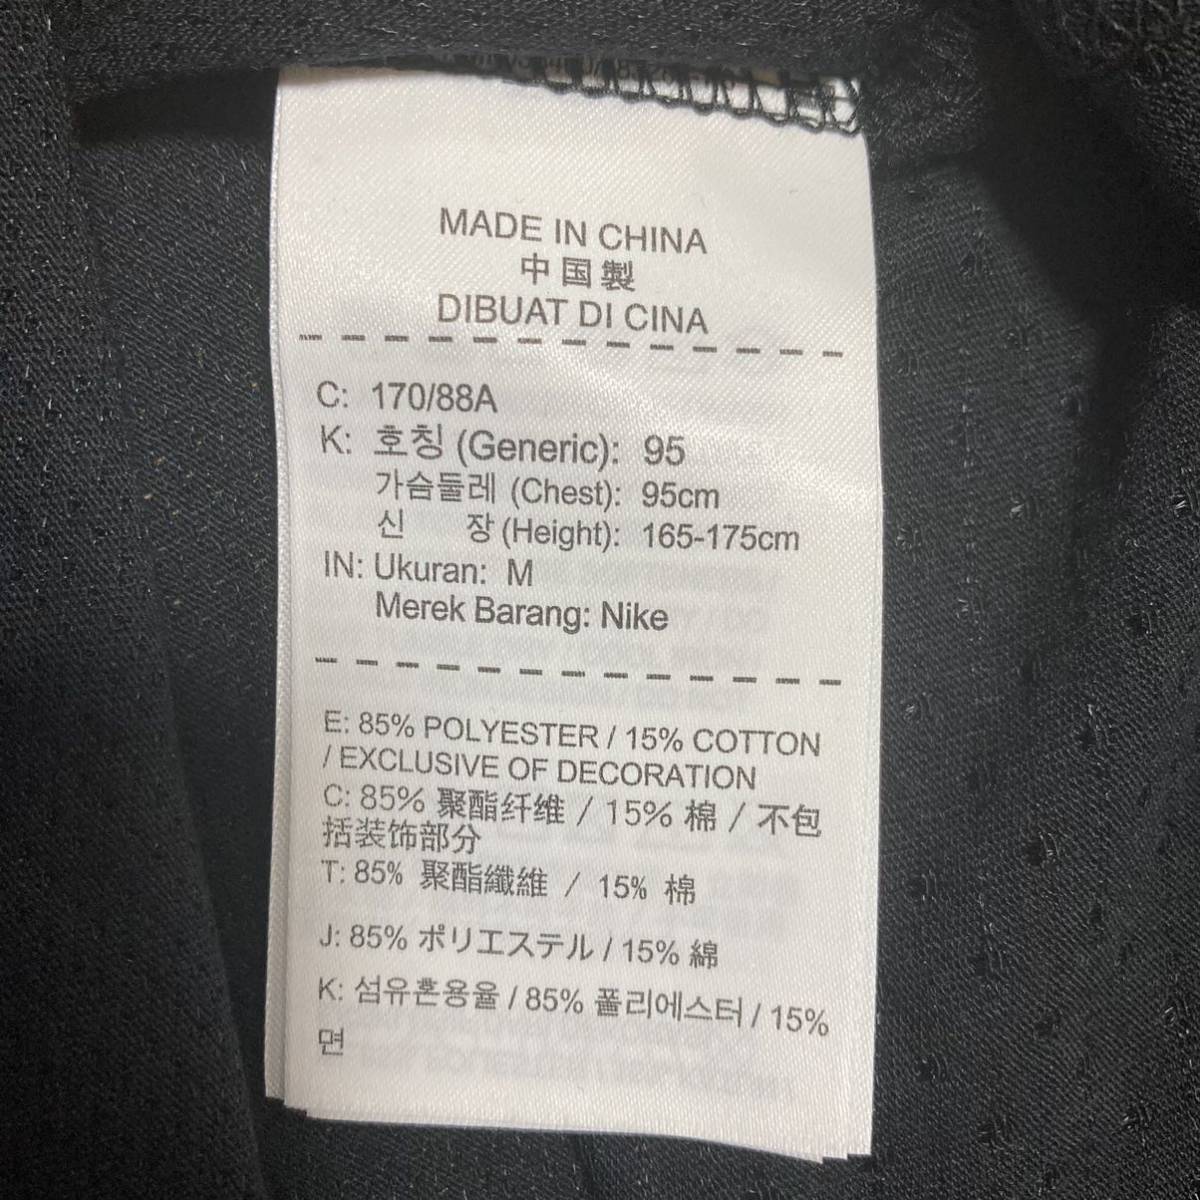 MADE IN CHINA
中国製
DIBUAT DI CINA
C: 170/88A
K: 호칭 (Generic): 95
가슴둘레 (Chest): 95cm
신 장 (Height): 165-175cm
IN: Ukuran: M
Merek Barang: Nike
E: 85% POLYESTER / 15% COTTON
/ EXCLUSIVE OF DECORATION
C: 85% 聚酯纤维 / 15% 棉 / 不包
括装饰部分
T: 85% 聚酯纖維 / 15% 棉
J: 85% ポリエステル / 15% 綿
K: 섬유혼용율 / 85% 폴리에스터 / 15%
면